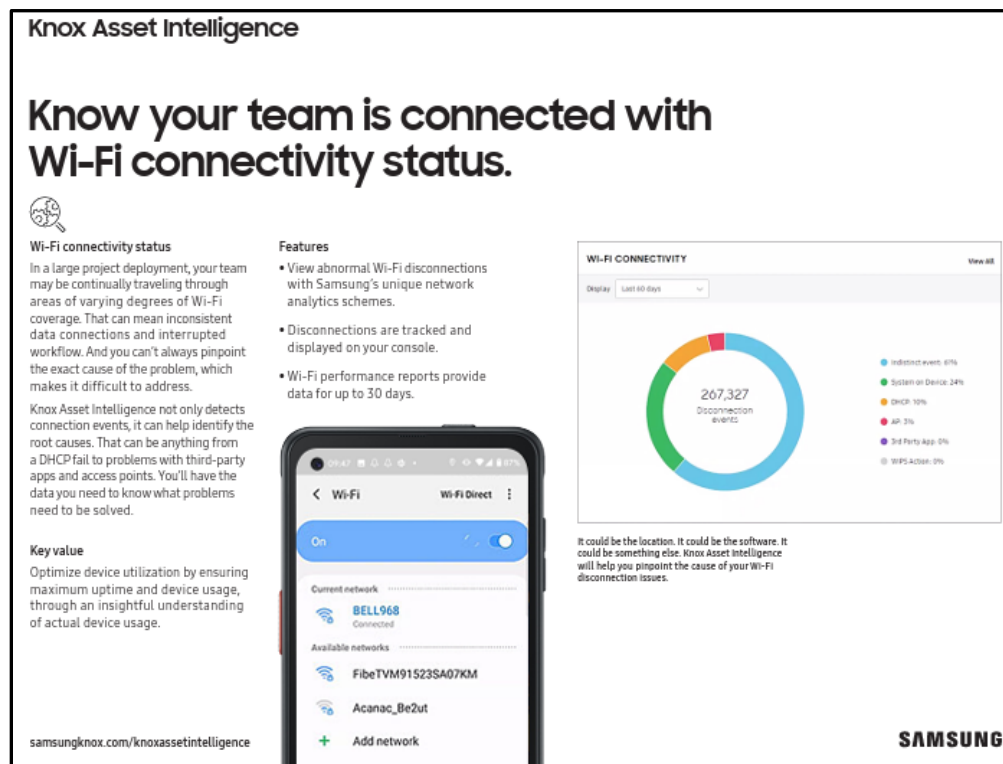 Knox Asset Intelligence
Know your team is connected with
Wi-Fi connectivity status.
Wi-Fi connectivity status
In a large project deployment, your team
may be continually traveling through
areas of varying degrees of Wi-Fi
coverage. That can mean inconsistent
data connections and interrupted
workflow. And you can't always pinpoint
the exact cause of the problem, which
makes it difficult to address.
Knox Asset Intelligence not only detects
connection events, it can help identify the
root causes. That can be anything from
a DHCP fail to problems with third-party
apps and access points. You'll have the
data you need to know what problems
need to be solved.
Key value
Optimize device utilization by ensuring
maximum uptime and device usage,
through an insightful understanding
of actual device usage.
samsungknox.com/knoxassetintelligence
Features
• View abnormal Wi-Fi disconnections
with Samsung's unique network
analytics schemes.
• Disconnections are tracked and
displayed on your console.
• Wi-Fi performance reports provide
data for up to 30 days.
09:47
87%
Wi-Fi
Wi-Fi Direct
On
Current network
BELL968
Connected
Available networks
FibeTVM91523SA07KM
Acanac_Be2ut
+ Add network
WI-FI CONNECTIVITY
View All
Display
Last 60 days
267,327
Disconnection
events
Indistinct event: 61%
System on Device: 24%
DHCP: 10%
AP: 3%
3rd Party App: 0%
WIPS Action: 0%
It could be the location. It could be the software. It
could be something else. Knox Asset Intelligence
will help you pinpoint the cause of your Wi-Fi
disconnection issues.
SAMSUNG